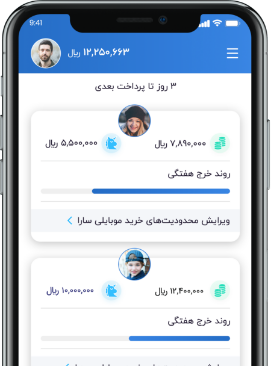 9:41
۱۲,۲۵۰,۶۶۳ ریال
۳ روز تا پرداخت بعدی
۷,۸۹۰,۰۰۰ ریال
۵,۵۰۰,۰۰۰ ریال
روند خرج هفتگی
ویرایش محدودیت‌های خرید موبایلی سارا
۱۲,۴۰۰,۰۰۰ ریال
۱۰,۰۰۰,۰۰۰ ریال
روند خرج هفتگی